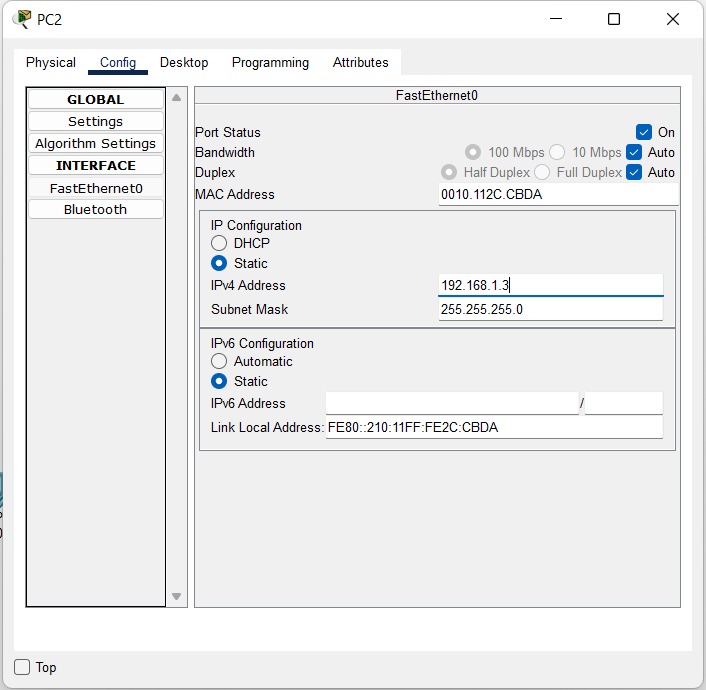 PC2
Physical Config Desktop Programming Attributes
GLOBAL
Settings
Algorithm Settings
INTERFACE
FastEthernet0
Bluetooth
FastEthernet0
Port Status On
Bandwidth 100 Mbps 10 Mbps Auto
Duplex Half Duplex Full Duplex Auto
MAC Address 0010.112C.CBDA
IP Configuration
DHCP
Static
IPv4 Address 192.168.1.3
Subnet Mask 255.255.255.0
IPv6 Configuration
Automatic
Static
IPv6 Address /
Link Local Address: FE80::210:11FF:FE2C:CBDA
Top